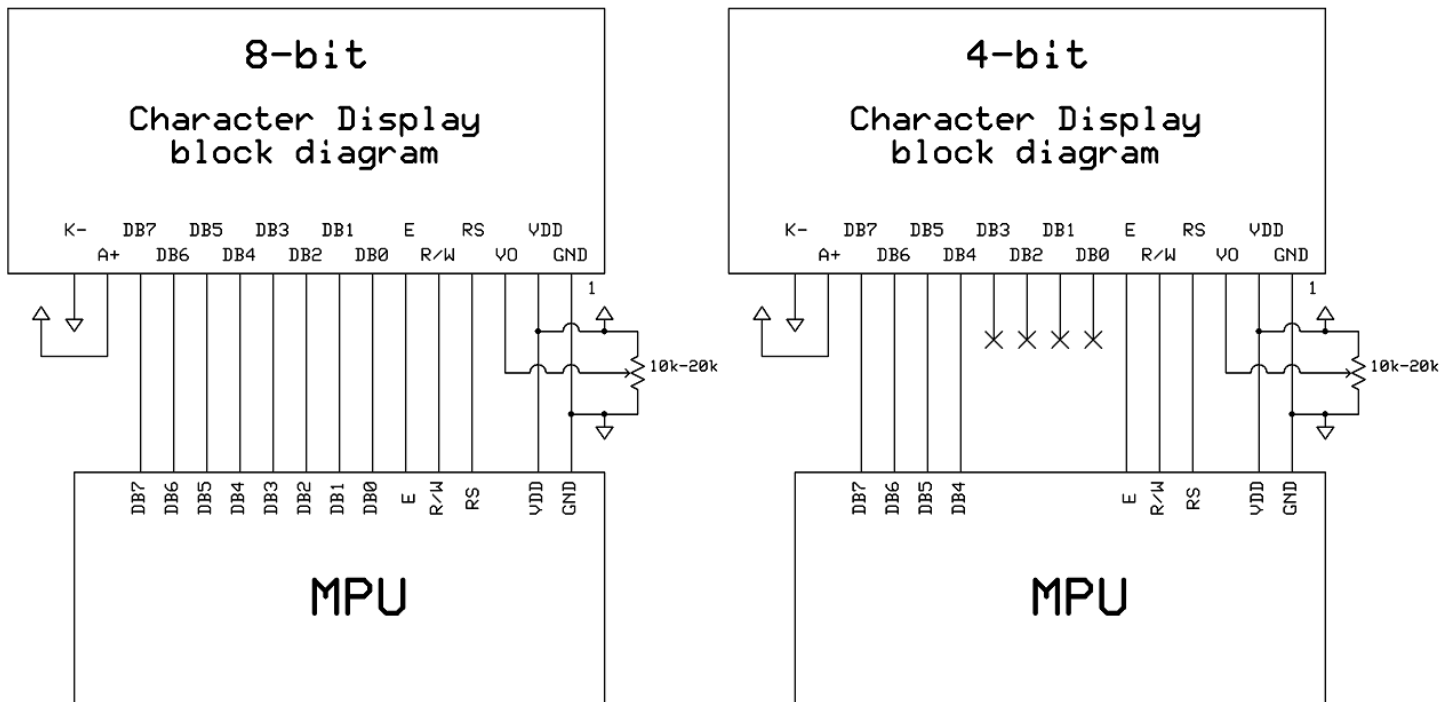 8-bit
Character Display
block diagram
K- DB7 DB5 DB3 DB1 E RS VDD
A+ DB6 DB4 DB2 DB0 R/W VO GND
1
10k-20k
DB7 DB6 DB5 DB4 DB3 DB2 DB1 DB0 E R/W RS VDD GND
MPU
4-bit
Character Display
block diagram
K- DB7 DB5 DB3 DB1 E RS VDD
A+ DB6 DB4 DB2 DB0 R/W VO GND
1
10k-20k
DB7 DB6 DB5 DB4 E R/W RS VDD GND
MPU